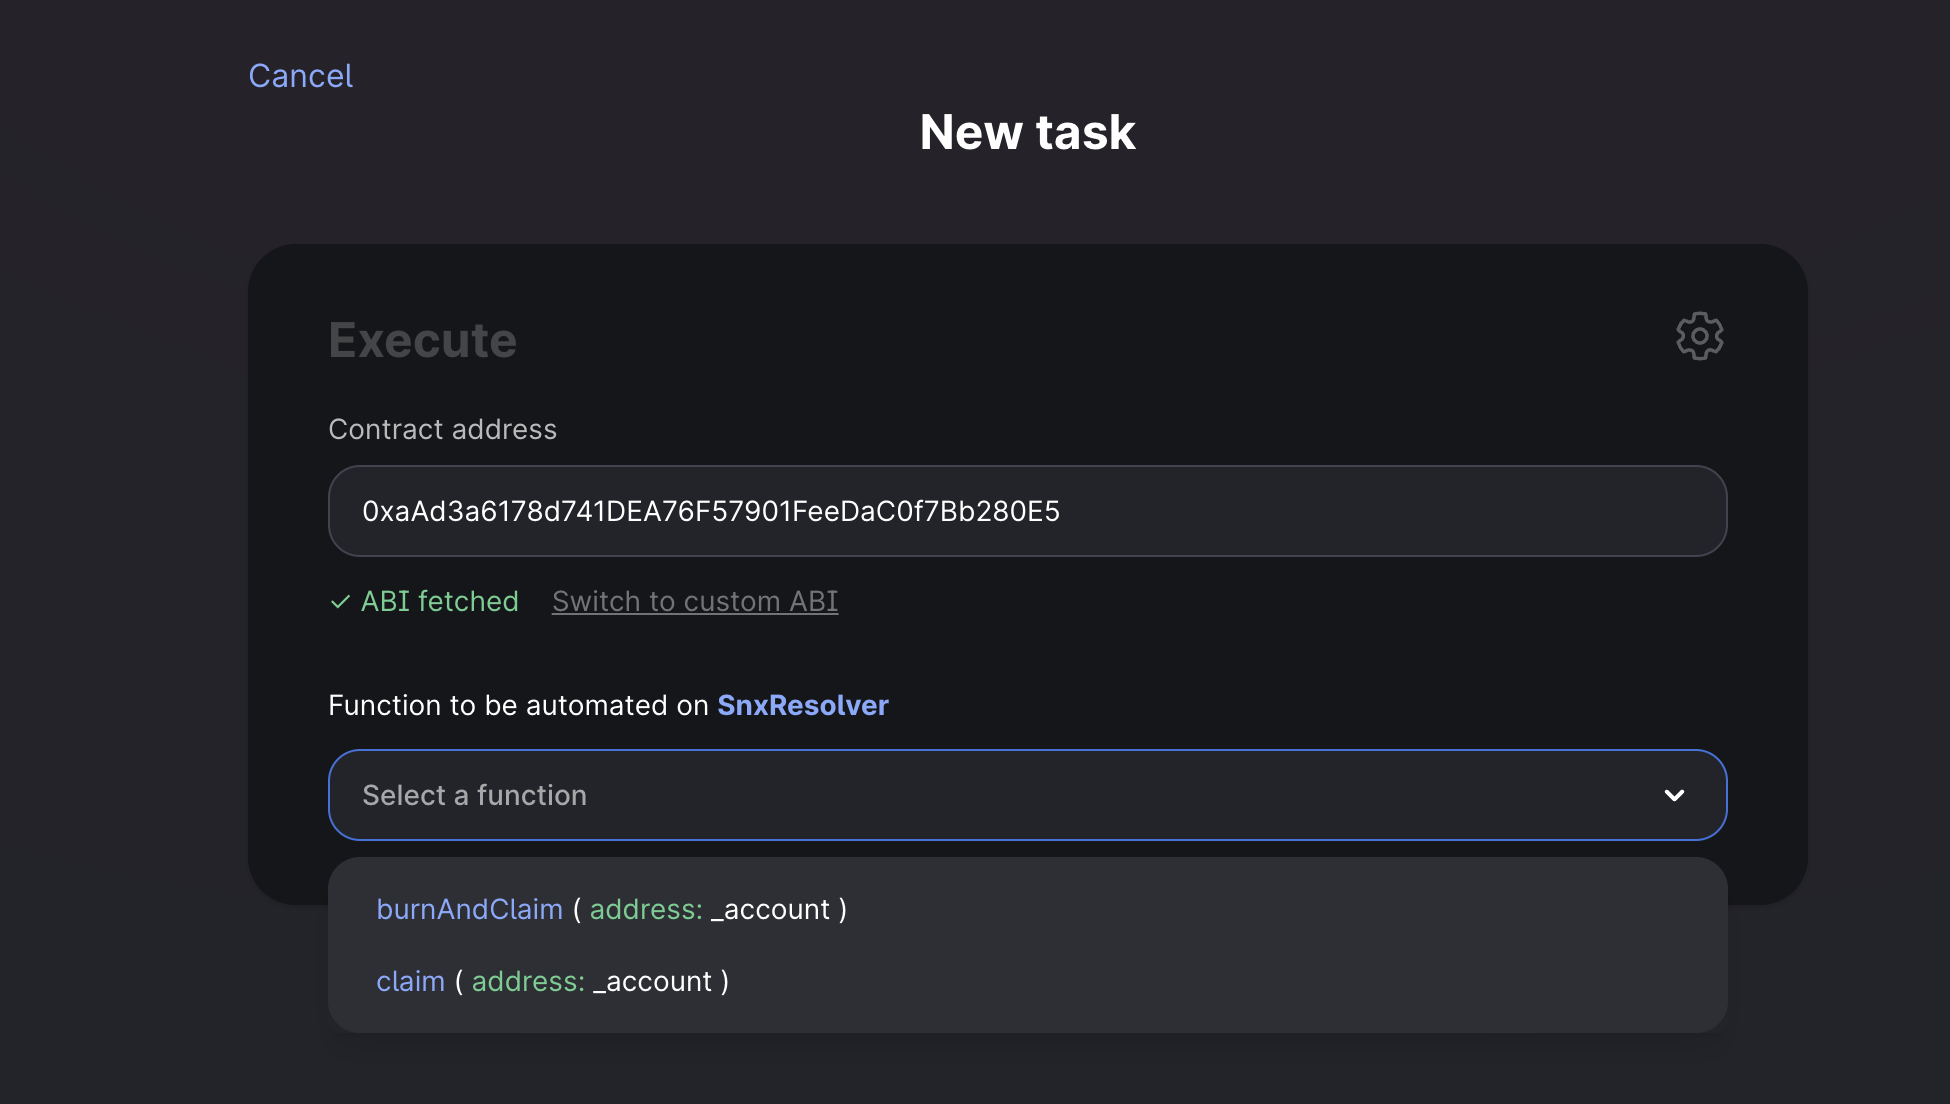 Cancel
New task
Execute
Contract address
0xaAd3a6178d741DEA76F57901FeeDaC0f7Bb280E5
ABI fetched Switch to custom ABI
Function to be automated on SnxResolver
Select a function
burnAndClaim ( address: _account )
claim ( address: _account )